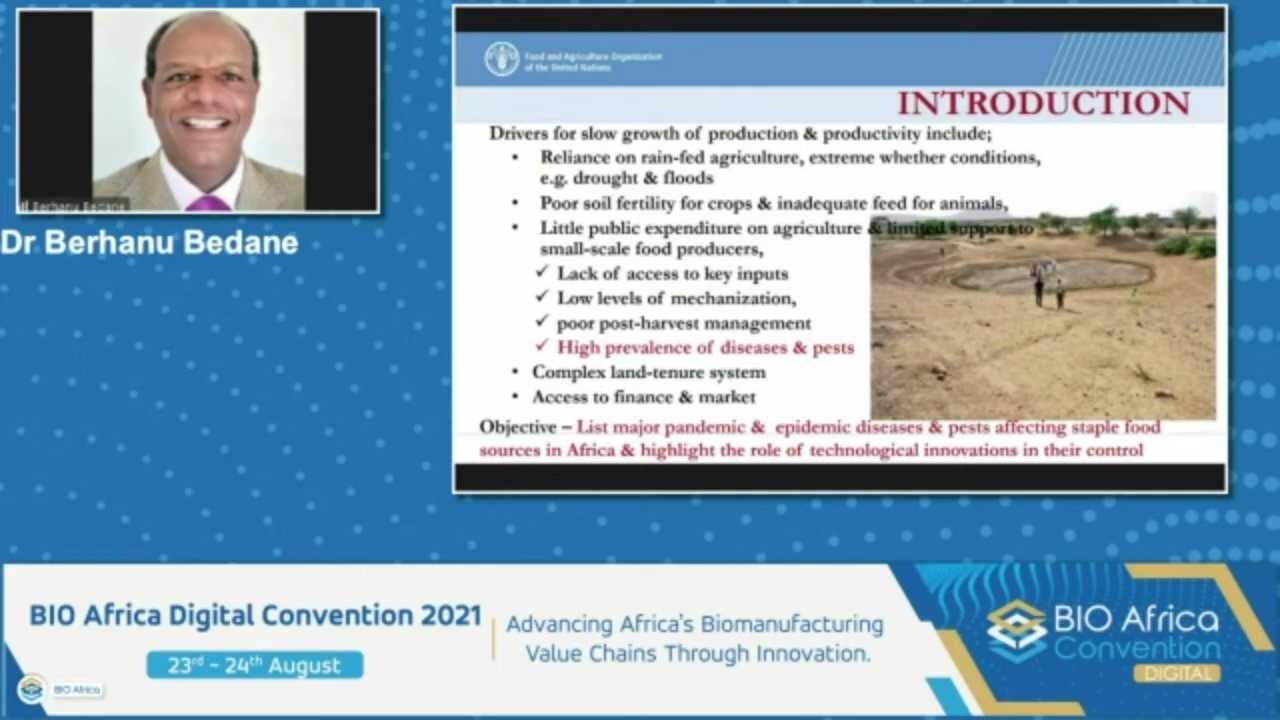 Berhanu Bedane
Dr Berhanu Bedane
Food and Agriculture Organization
of the United Nations
INTRODUCTION
Drivers for slow growth of production & productivity include;
• Reliance on rain-fed agriculture, extreme whether conditions,
e.g. drought & floods
• Poor soil fertility for crops & inadequate feed for animals,
• Little public expenditure on agriculture & limited support to
small-scale food producers,
✓ Lack of access to key inputs
✓ Low levels of mechanization,
✓ poor post-harvest management
✓ High prevalence of diseases & pests
• Complex land-tenure system
• Access to finance & market
Objective – List major pandemic & epidemic diseases & pests affecting staple food
sources in Africa & highlight the role of technological innovations in their control
BIO Africa Digital Convention 2021
23rd – 24th August
Advancing Africa's Biomanufacturing
Value Chains Through Innovation.
BIO Africa
Convention
DIGITAL
BIO Africa